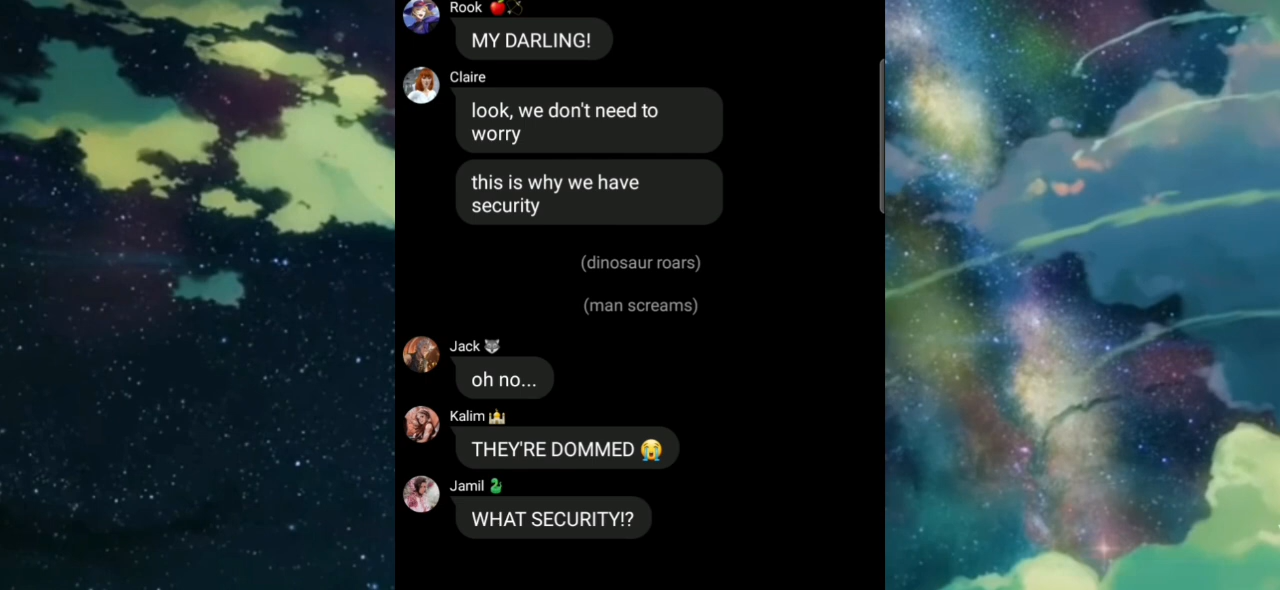 Rook 🍎🏹
MY DARLING!
Claire
look, we don't need to
worry
this is why we have
security
(dinosaur roars)
(man screams)
Jack 🐺
oh no...
Kalim 🕌
THEY'RE DOMMED 😭
Jamil 🐍
WHAT SECURITY!?